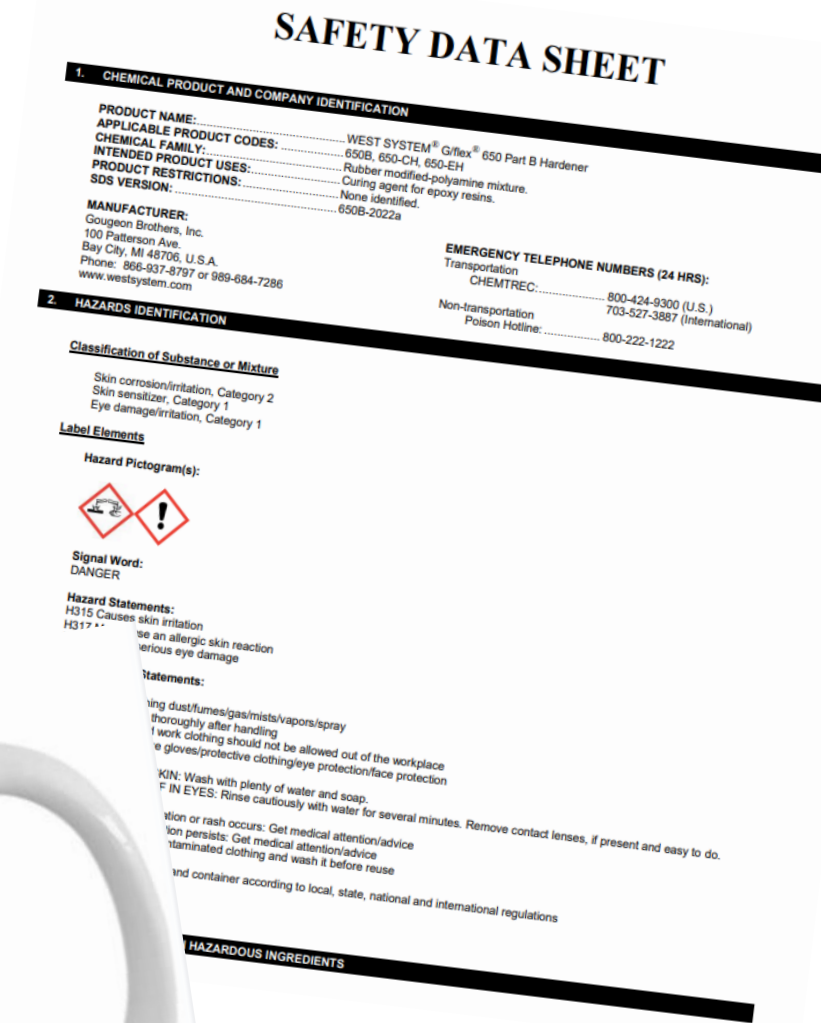 SAFETY DATA SHEET
1. CHEMICAL PRODUCT AND COMPANY IDENTIFICATION
PRODUCT NAME:..........................................WEST SYSTEM® G/flex® 650 Part B Hardener
APPLICABLE PRODUCT CODES: ..................650B, 650-CH, 650-EH
CHEMICAL FAMILY:.......................................Rubber modified-polyamine mixture.
INTENDED PRODUCT USES:..........................Curing agent for epoxy resins.
PRODUCT RESTRICTIONS:...........................None identified.
SDS VERSION: ..............................................650B-2022a
MANUFACTURER:
Gougeon Brothers, Inc.
100 Patterson Ave.
Bay City, MI 48706, U.S.A.
Phone: 866-937-8797 or 989-684-7286
www.westsystem.com
EMERGENCY TELEPHONE NUMBERS (24 HRS):
Transportation
CHEMTREC:................... 800-424-9300 (U.S.)
703-527-3887 (International)
Non-transportation
Poison Hotline: ................ 800-222-1222
2. HAZARDS IDENTIFICATION
Classification of Substance or Mixture
Skin corrosion/irritation, Category 2
Skin sensitizer, Category 1
Eye damage/irritation, Category 1
Label Elements
Hazard Pictogram(s):
Signal Word:
DANGER
Hazard Statements:
H315 Causes skin irritation
H317 an allergic skin reaction
serious eye damage
Statements:
dust/fumes/gas/mists/vapors/spray
thoroughly after handling
work clothing should not be allowed out of the workplace
gloves/protective clothing/eye protection/face protection
SKIN: Wash with plenty of water and soap.
IF IN EYES: Rinse cautiously with water for several minutes. Remove contact lenses, if present and easy to do.
or rash occurs: Get medical attention/advice
persists: Get medical attention/advice
contaminated clothing and wash it before reuse
and container according to local, state, national and international regulations
HAZARDOUS INGREDIENTS